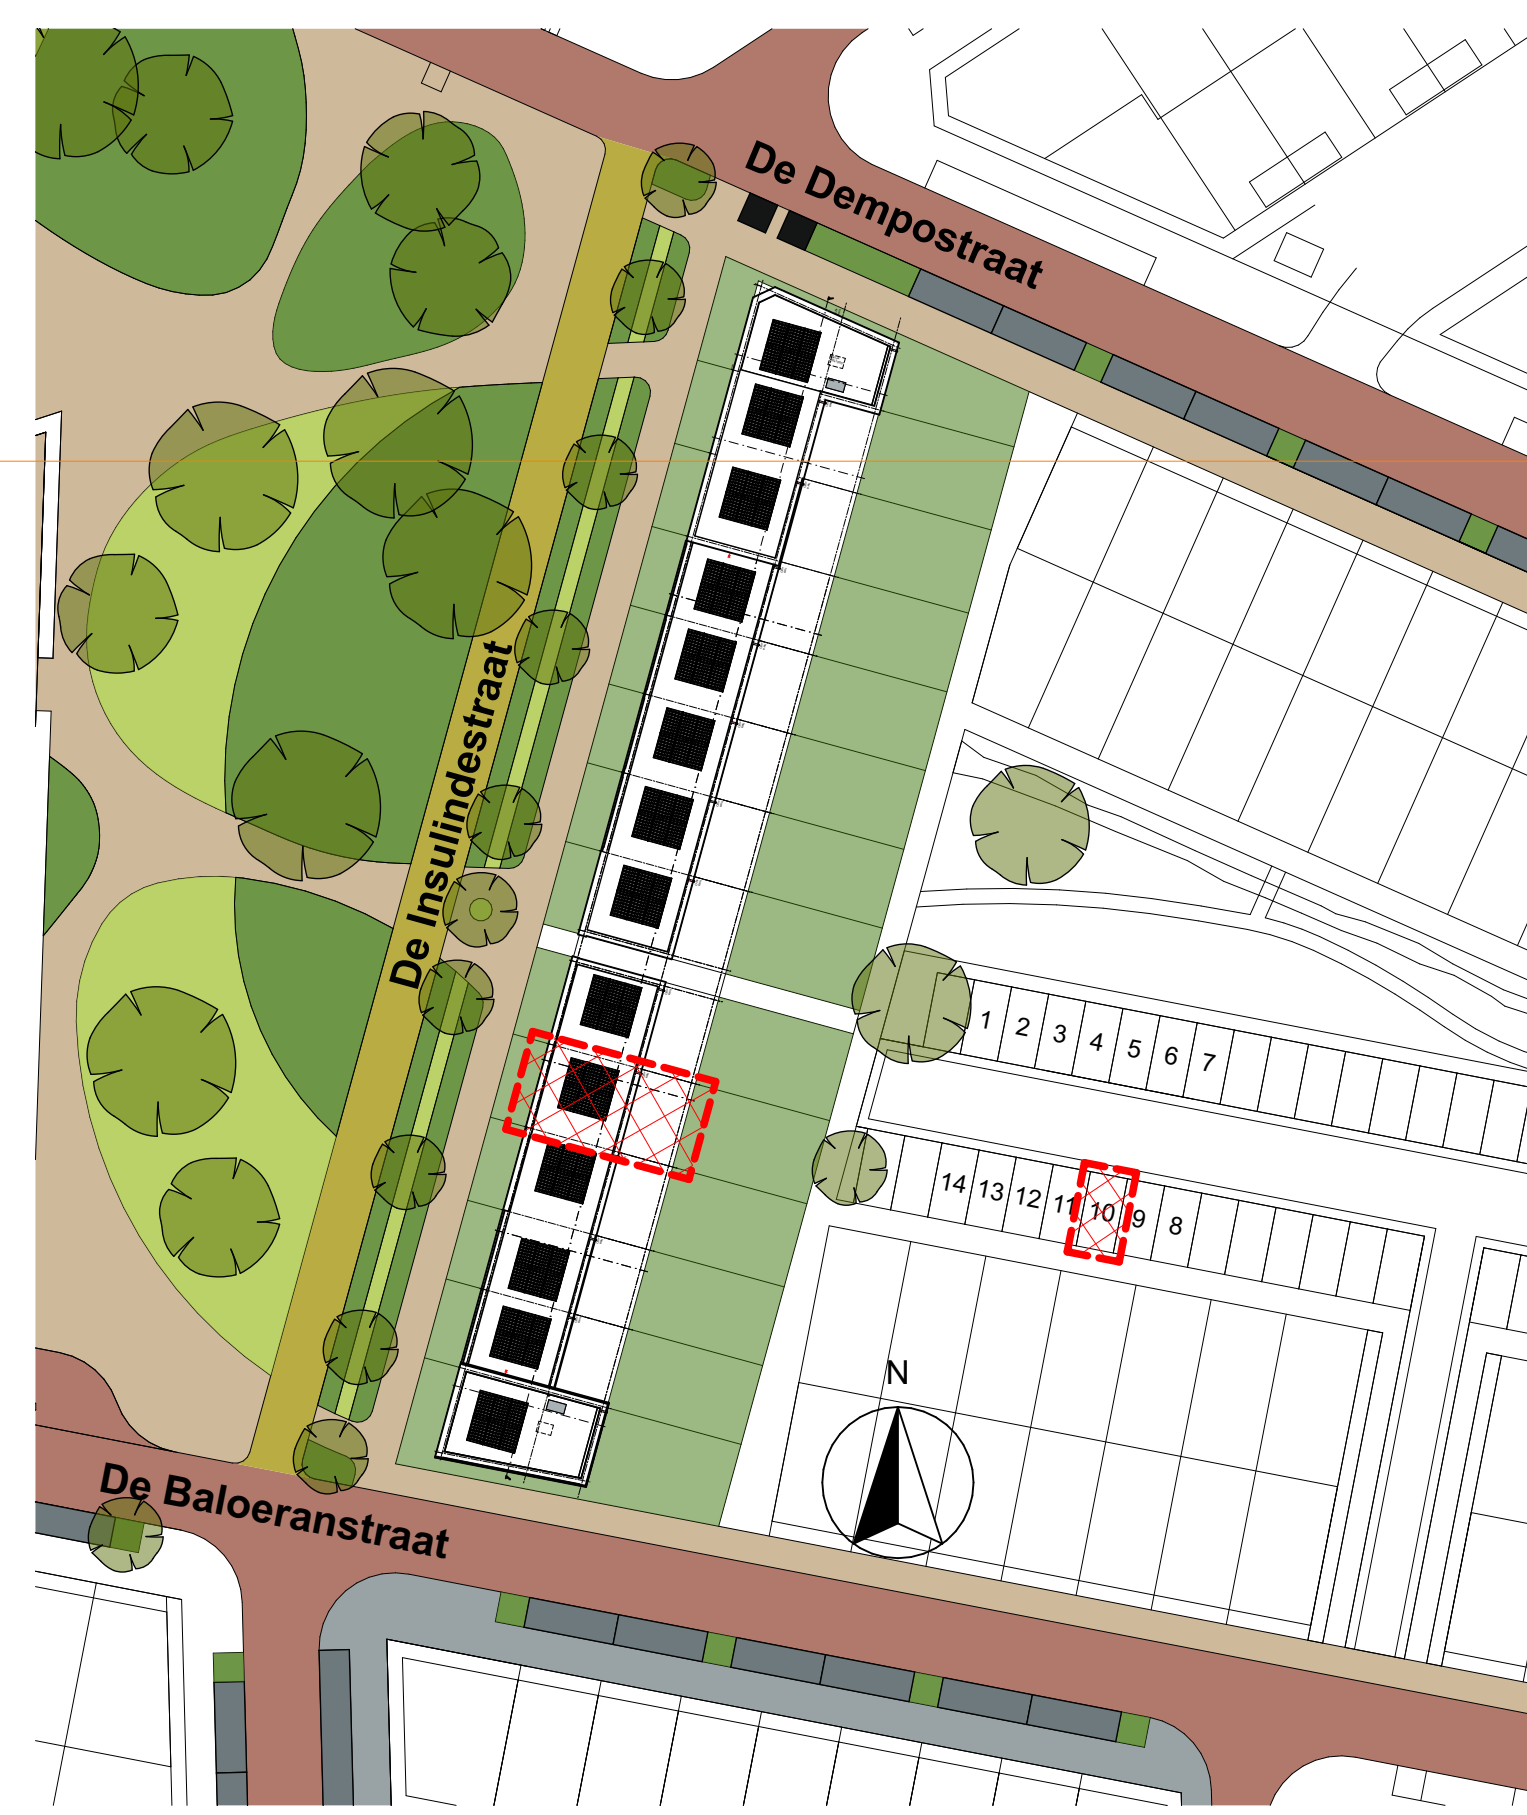 De Dempostraat
De Insulindestraat
1 2 3 4 5 6 7
14 13 12 11 10 9 8
N
De Baloeranstraat